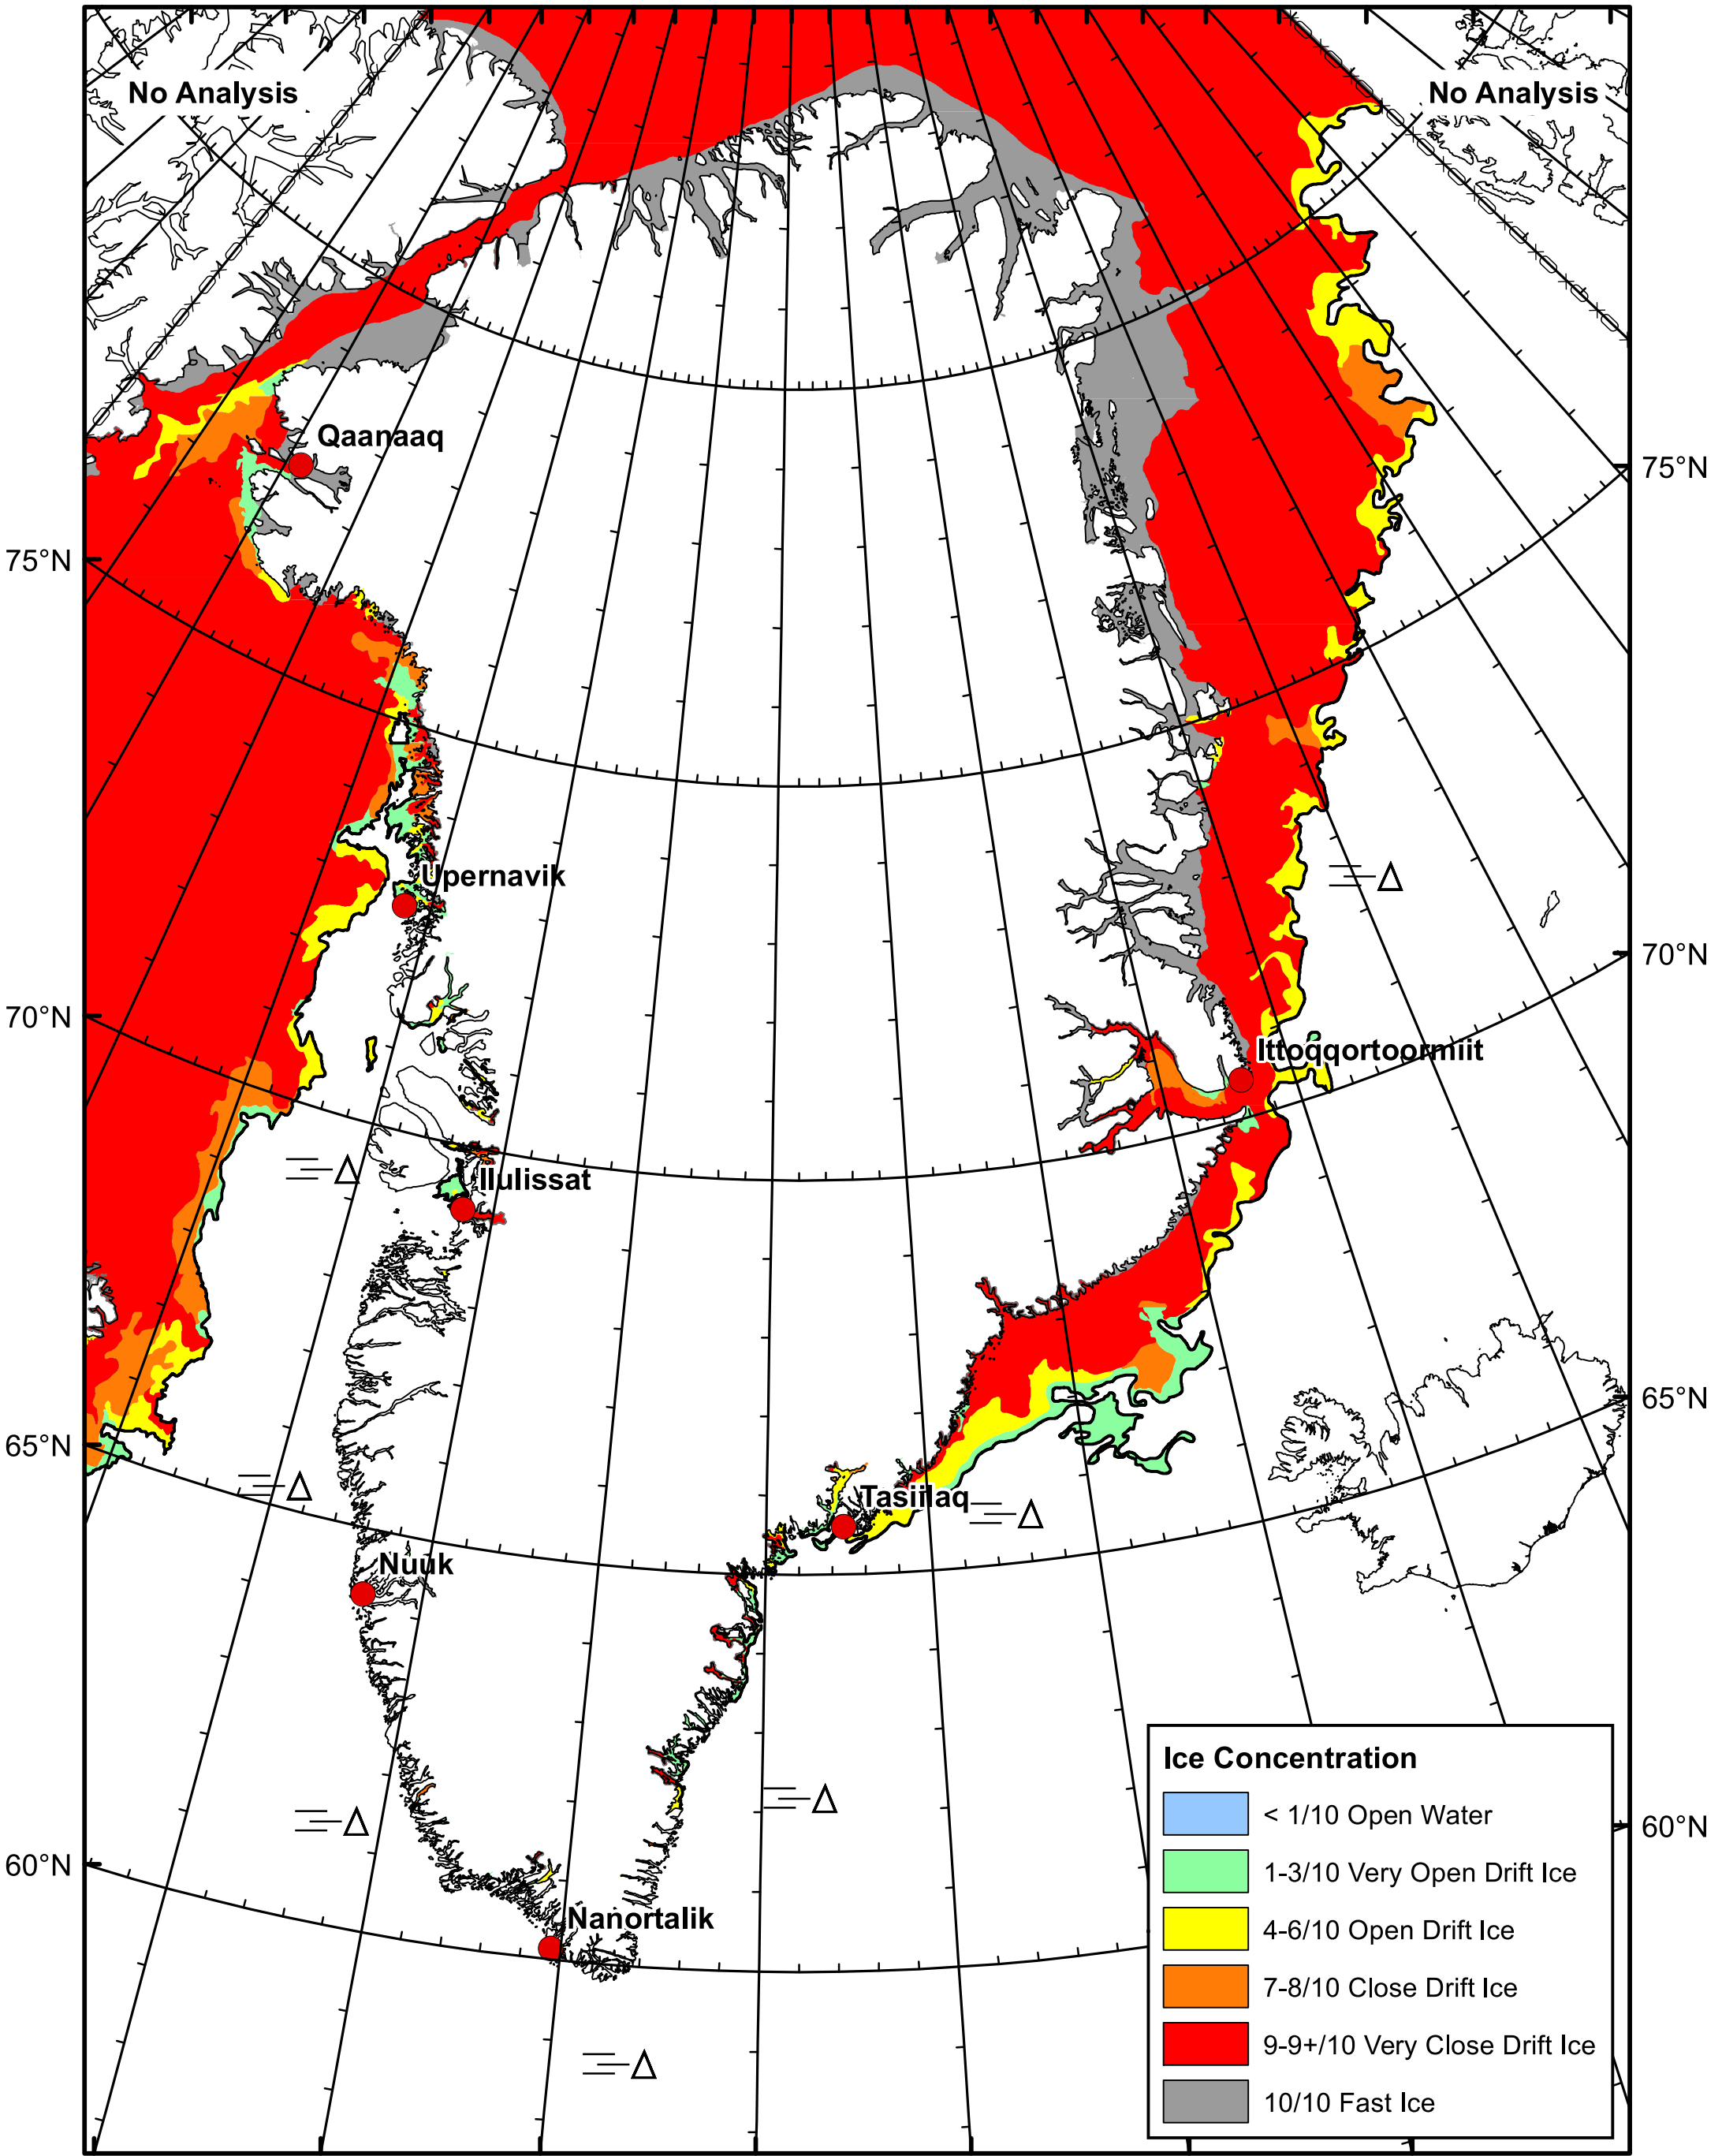 No Analysis
No Analysis
Qaanaaq
75°N
75°N
Upernavik
70°N
70°N
Ittoqqortoormiit
Ilulissat
65°N
65°N
Tasiilaq
Nuuk
Ice Concentration
< 1/10 Open Water
60°N
60°N
1-3/10 Very Open Drift Ice
Nanortalik
4-6/10 Open Drift Ice
7-8/10 Close Drift Ice
9-9+/10 Very Close Drift Ice
10/10 Fast Ice